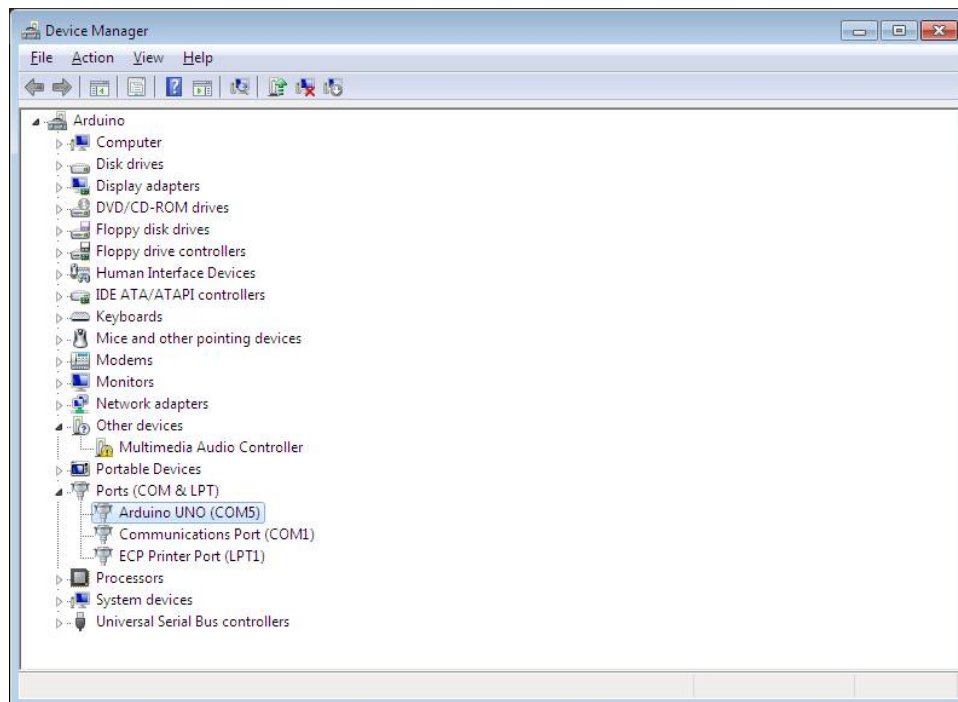 Device Manager
File Action View Help
Arduino
Computer
Disk drives
Display adapters
DVD/CD-ROM drives
Floppy disk drives
Floppy drive controllers
Human Interface Devices
IDE ATA/ATAPI controllers
Keyboards
Mice and other pointing devices
Modems
Monitors
Network adapters
Other devices
Multimedia Audio Controller
Portable Devices
Ports (COM & LPT)
Arduino UNO (COM5)
Communications Port (COM1)
ECP Printer Port (LPT1)
Processors
System devices
Universal Serial Bus controllers